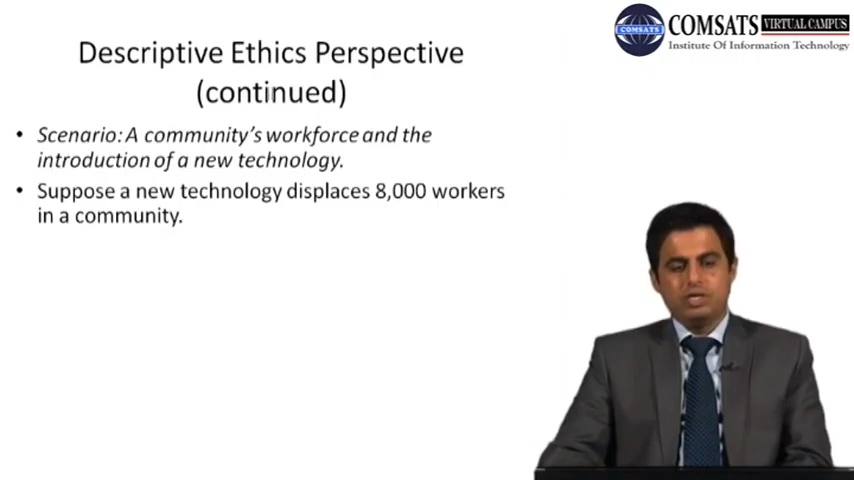 COMSATS
COMSATS VIRTUAL CAMPUS
Institute Of Information Technology
Descriptive Ethics Perspective
(continued)
• Scenario: A community's workforce and the
introduction of a new technology.
• Suppose a new technology displaces 8,000 workers
in a community.